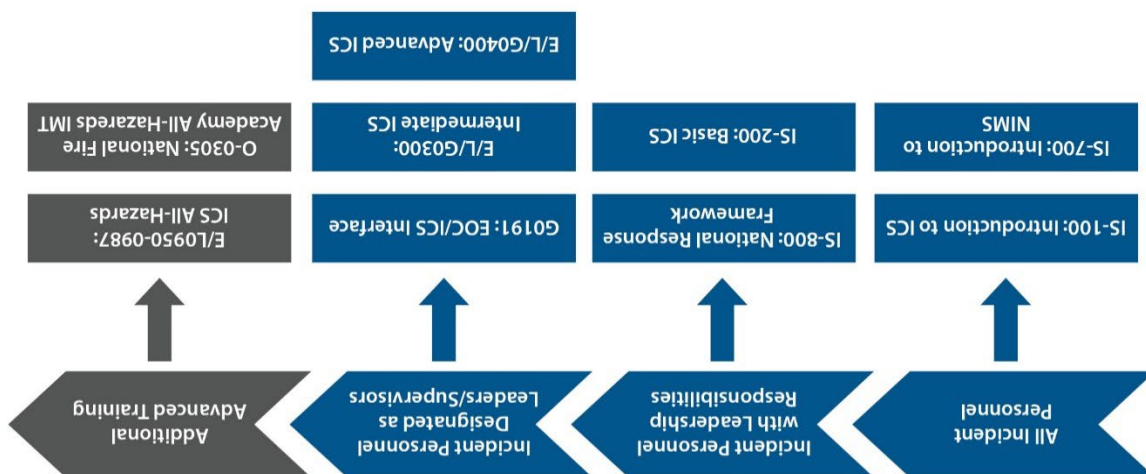 All Incident
Personnel
Incident Personnel
with Leadership
Responsibilities
Incident Personnel
Designated as
Leaders/Supervisors
Additional
Advanced Training
IS-100: Introduction to ICS
IS-800: National Response
Framework
G0191: EOC/ICS Interface
E/L0950-0987:
ICS All-Hazards
IS-700: Introduction to
NIMS
IS-200: Basic ICS
E/L/G0300:
Intermediate ICS
O-0305: National Fire
Academy All-Hazareds IMT
E/L/G0400: Advanced ICS